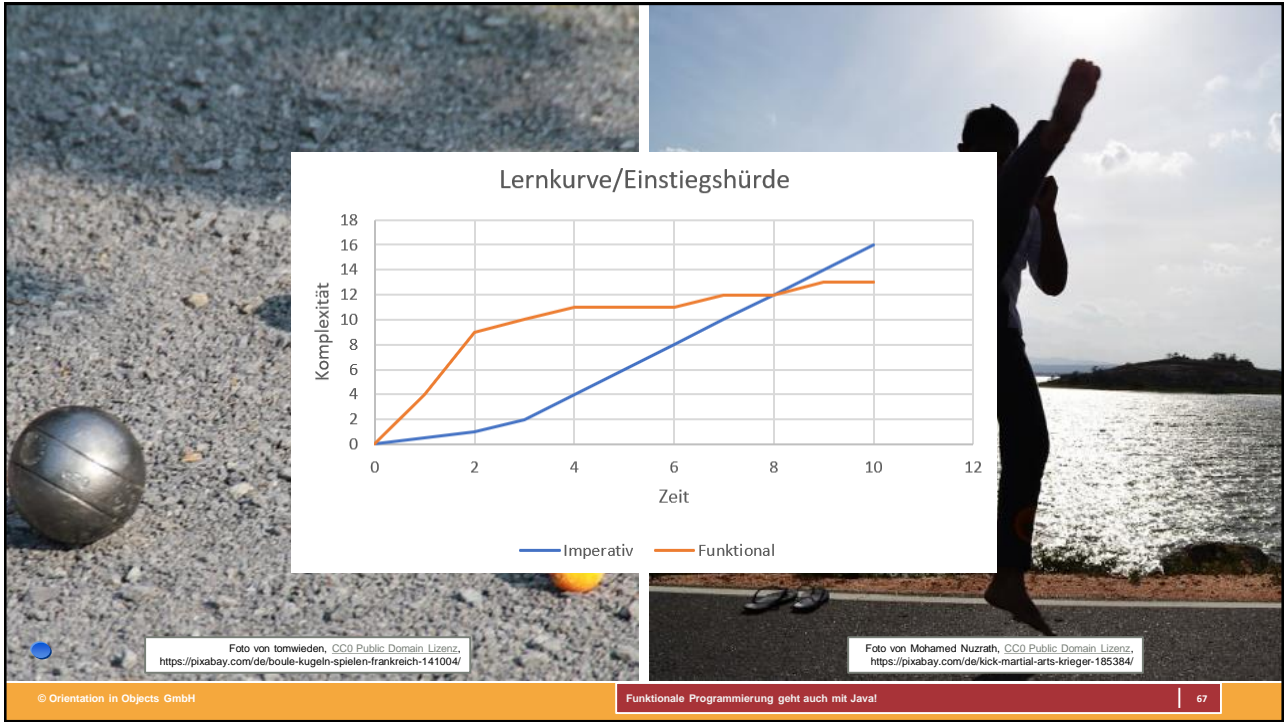 Lernkurve/Einstiegshürde
18
16
14
12
10
8
6
4
2
0
Komplexität
0 2 4 6 8 10 12
Zeit
Imperativ Funktional
Foto von tomwieden, CC0 Public Domain Lizenz,
https://pixabay.com/de/boule-kugeln-spielen-frankreich-141004/
Foto von Mohamed Nuzrath, CC0 Public Domain Lizenz,
https://pixabay.com/de/kick-martial-arts-krieger-185384/
© Orientation in Objects GmbH
Funktionale Programmierung geht auch mit Java!
67